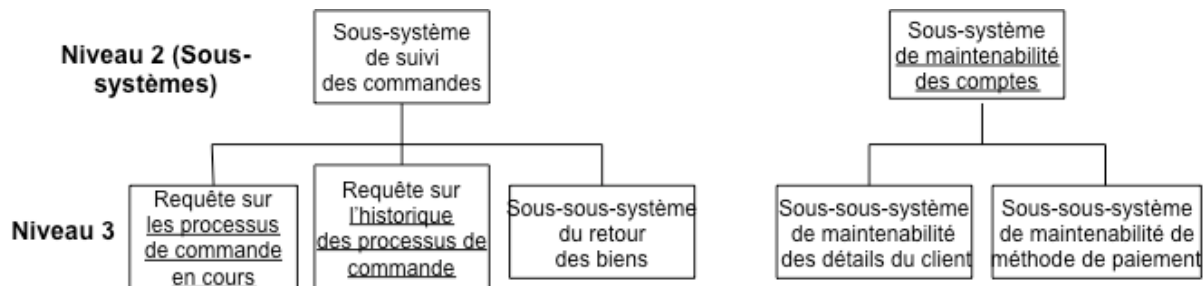 Niveau 2 (Sous-
systèmes)
Sous-système
de suivi
des commandes
Sous-système
de maintenabilité
des comptes
Niveau 3
Requête sur
les processus
de commande
en cours
Requête sur
l'historique
des processus de
commande
Sous-sous-système
du retour
des biens
Sous-sous-système
de maintenabilité
des détails du client
Sous-sous-système
de maintenabilité de
méthode de paiement